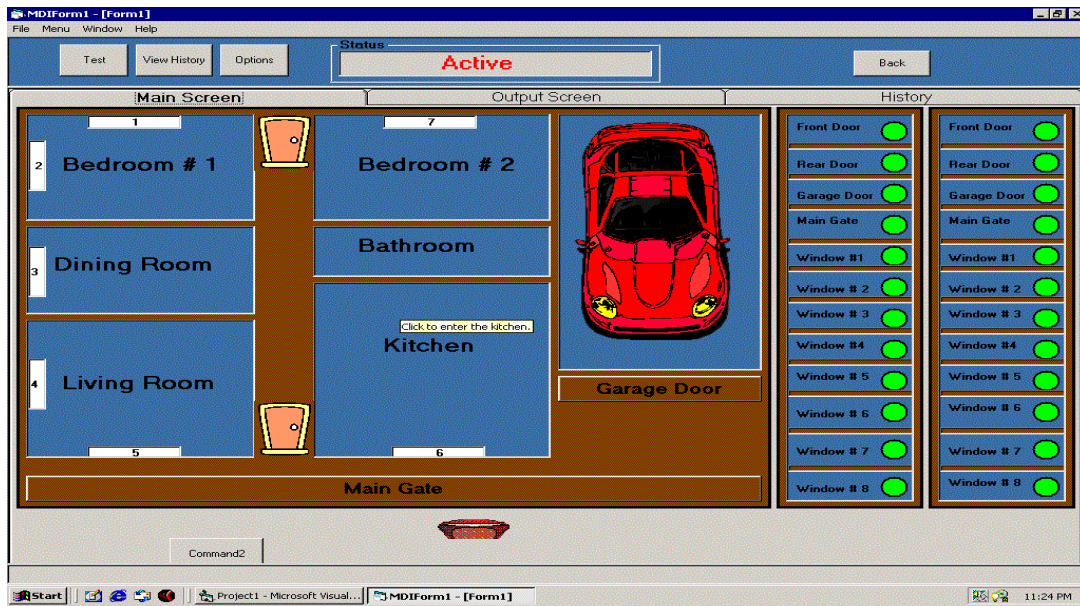 MDIForm1 - [Form1]
File Menu Window Help
Test View History Options
Status
Active
Back
Main Screen Output Screen History
1
2
Bedroom # 1
7
Bedroom # 2
3
Dining Room
Bathroom
Click to enter the kitchen.
Kitchen
4
Living Room
5
6
Garage Door
Main Gate
Front Door
Rear Door
Garage Door
Main Gate
Window #1
Window # 2
Window # 3
Window #4
Window # 5
Window # 6
Window # 7
Window # 8
Front Door
Rear Door
Garage Door
Main Gate
Window #1
Window # 2
Window # 3
Window #4
Window # 5
Window # 6
Window # 7
Window # 8
Command2
Start
Project1 - Microsoft Visual...
MDIForm1 - [Form1]
11:24 PM